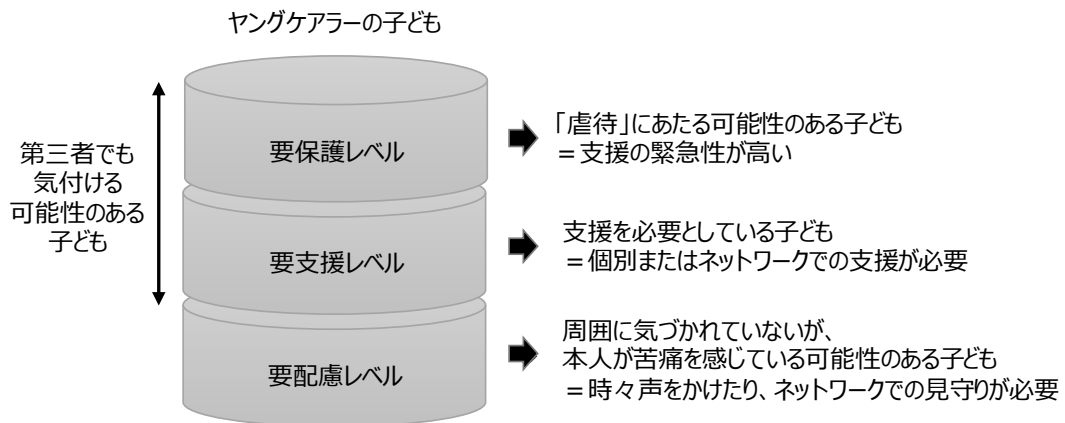 ヤングケアラーの子ども
第三者でも
気付ける
可能性のある
子ども
要保護レベル
「虐待」にあたる可能性のある子ども
＝支援の緊急性が高い
要支援レベル
支援を必要としている子ども
＝個別またはネットワークでの支援が必要
要配慮レベル
周囲に気づかれていないが、
本人が苦痛を感じている可能性のある子ども
＝時々声をかけたり、ネットワークでの見守りが必要